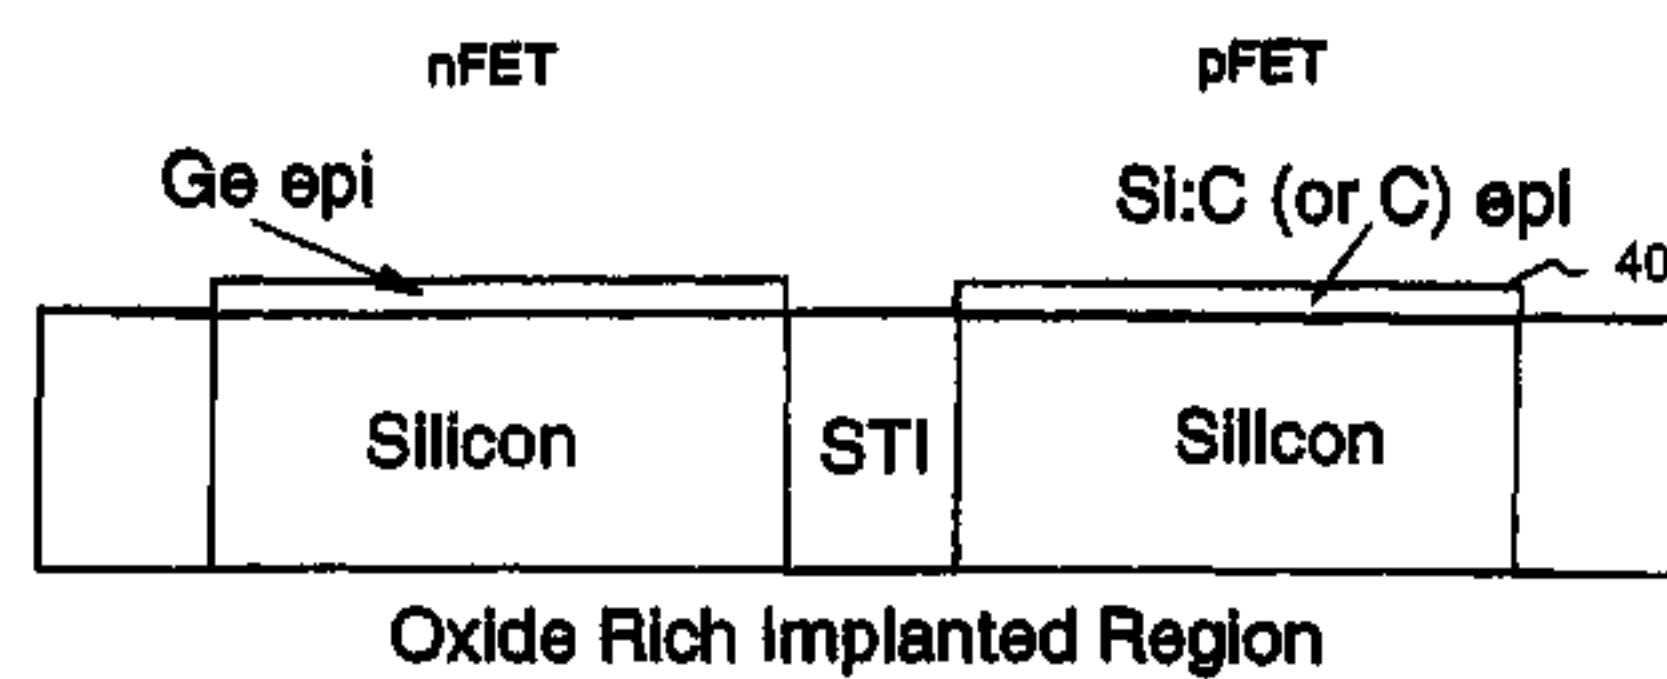 nFET
pFET
Ge epi
Si:C (or C) epi
40
Silicon
STI
Silicon
Oxide Rich Implanted Region